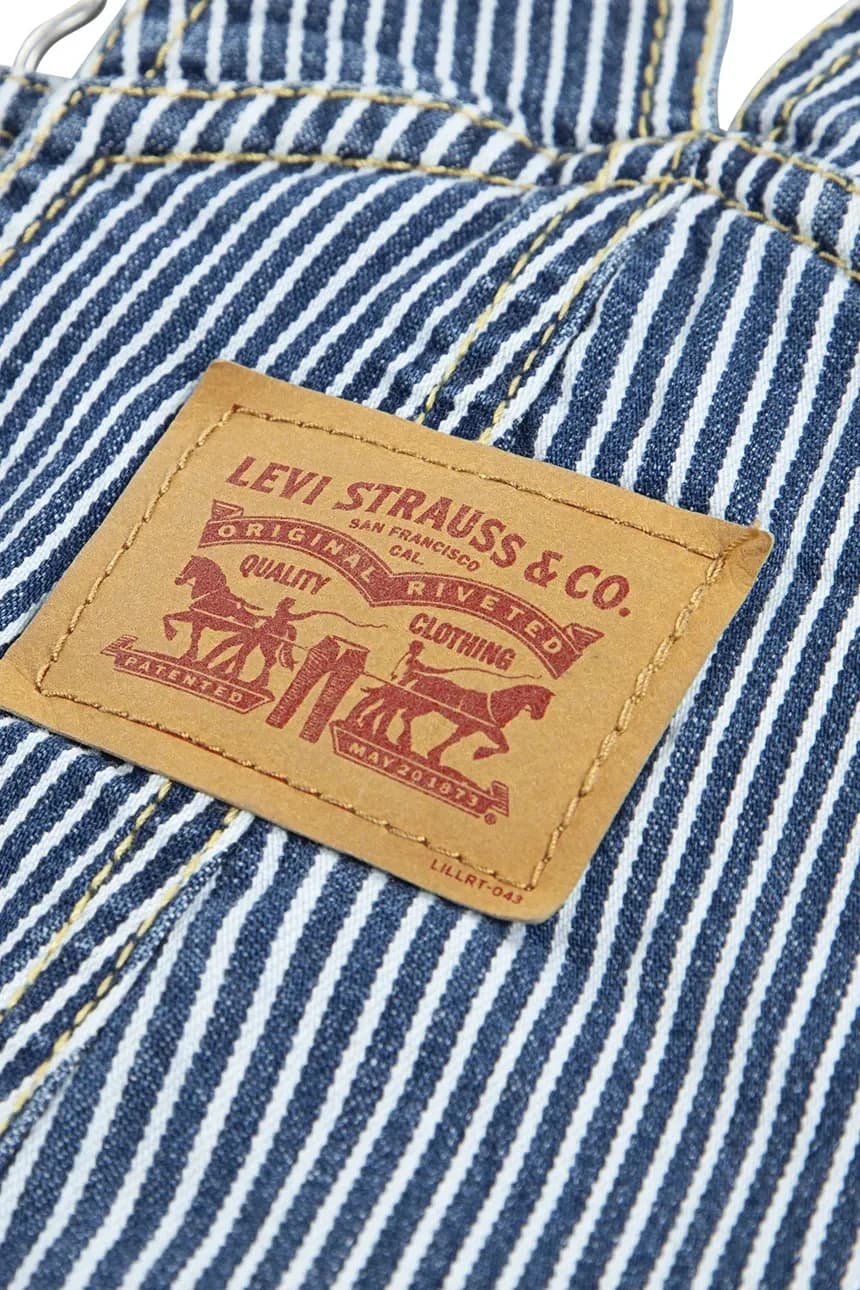 LEVI STRAUSS & CO.
SAN FRANCISCO
CAL.
ORIGINAL RIVETED
QUALITY
CLOTHING
PATENTED
MAY 20 1873
®
LILLRT-043